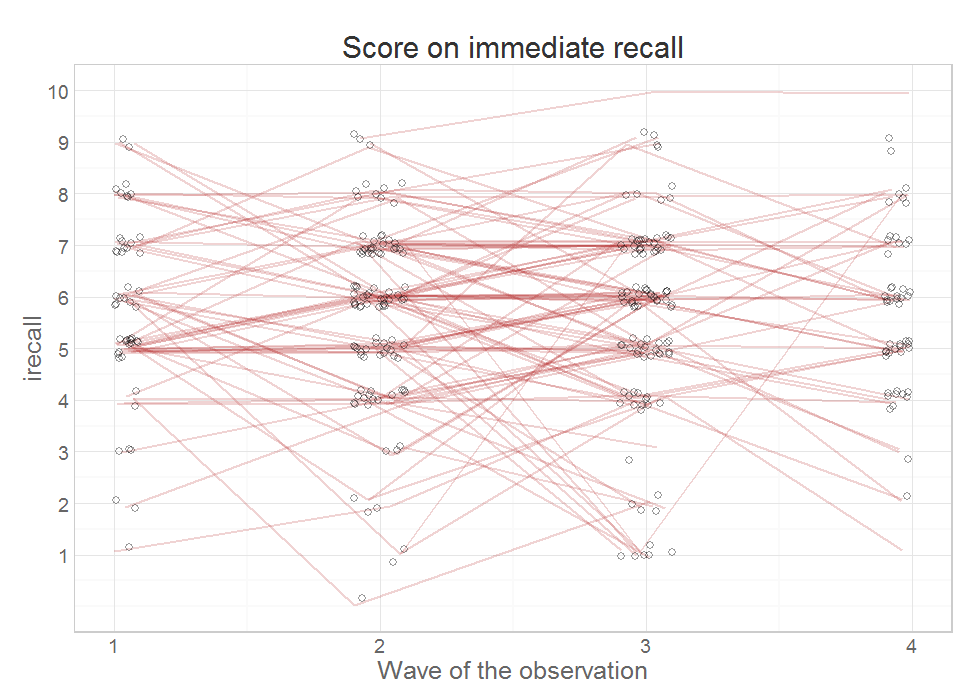 Score on immediate recall
irecall
10
9
8
7
6
5
4
3
2
1
1 2 3 4
Wave of the observation